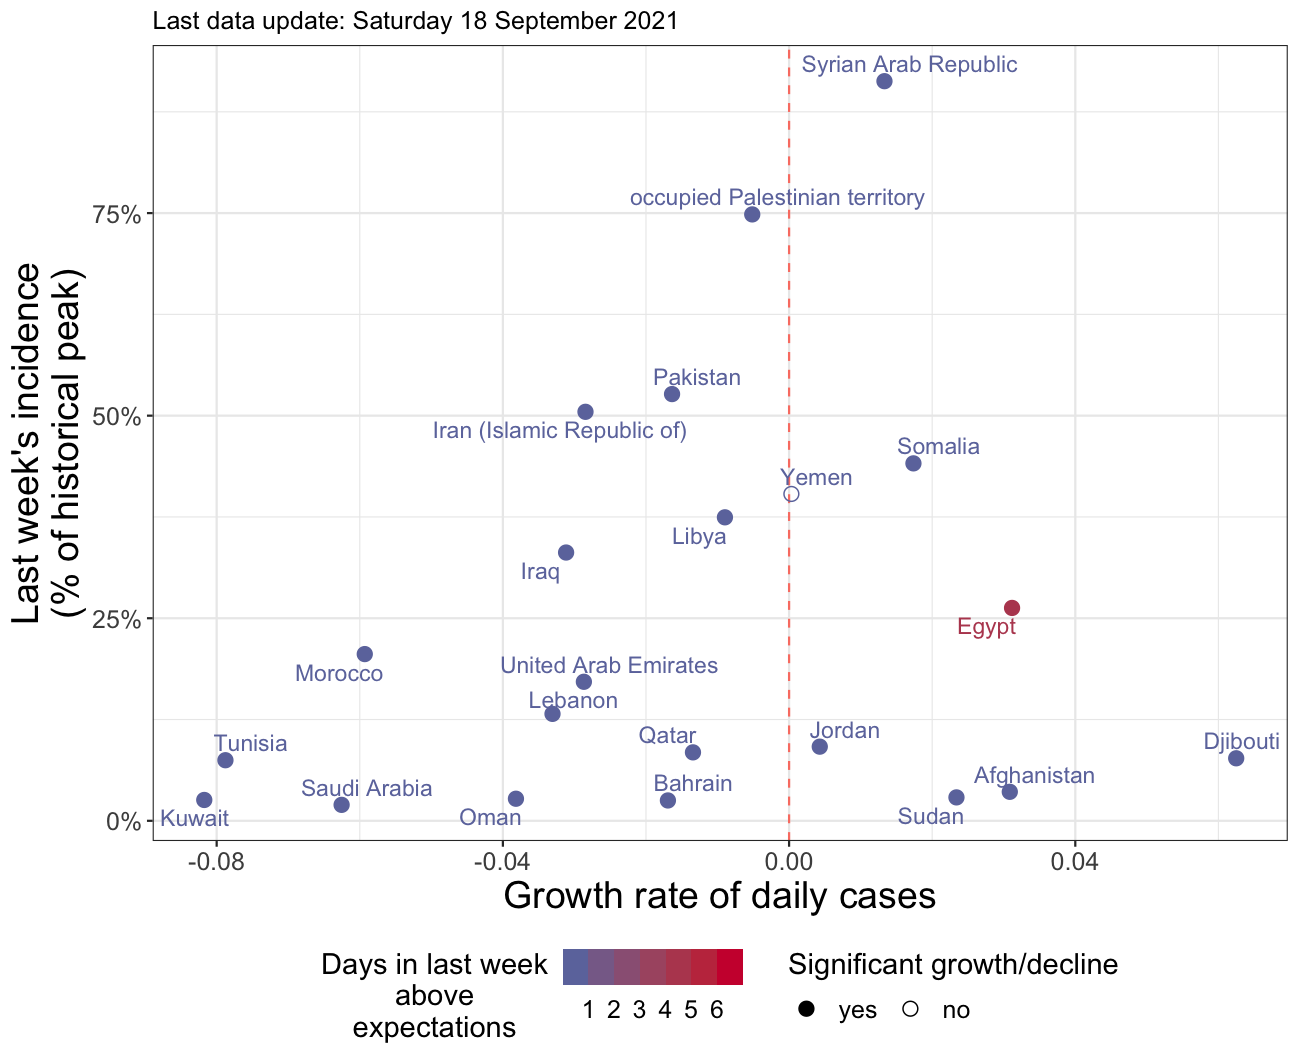 Last data update: Saturday 18 September 2021
Syrian Arab Republic
occupied Palestinian territory
75%
Pakistan
50%
Iran (Islamic Republic of)
Somalia
Yemen
Libya
Iraq
25%
Egypt
Morocco
United Arab Emirates
Lebanon
Qatar
Jordan
Tunisia
Djibouti
Afghanistan
Bahrain
Saudi Arabia
Kuwait
Oman
Sudan
0%
Last week's incidence
(% of historical peak)
-0.08 -0.04 0.00 0.04
Growth rate of daily cases
Days in last week
above
expectations
1 2 3 4 5 6
Significant growth/decline
yes no